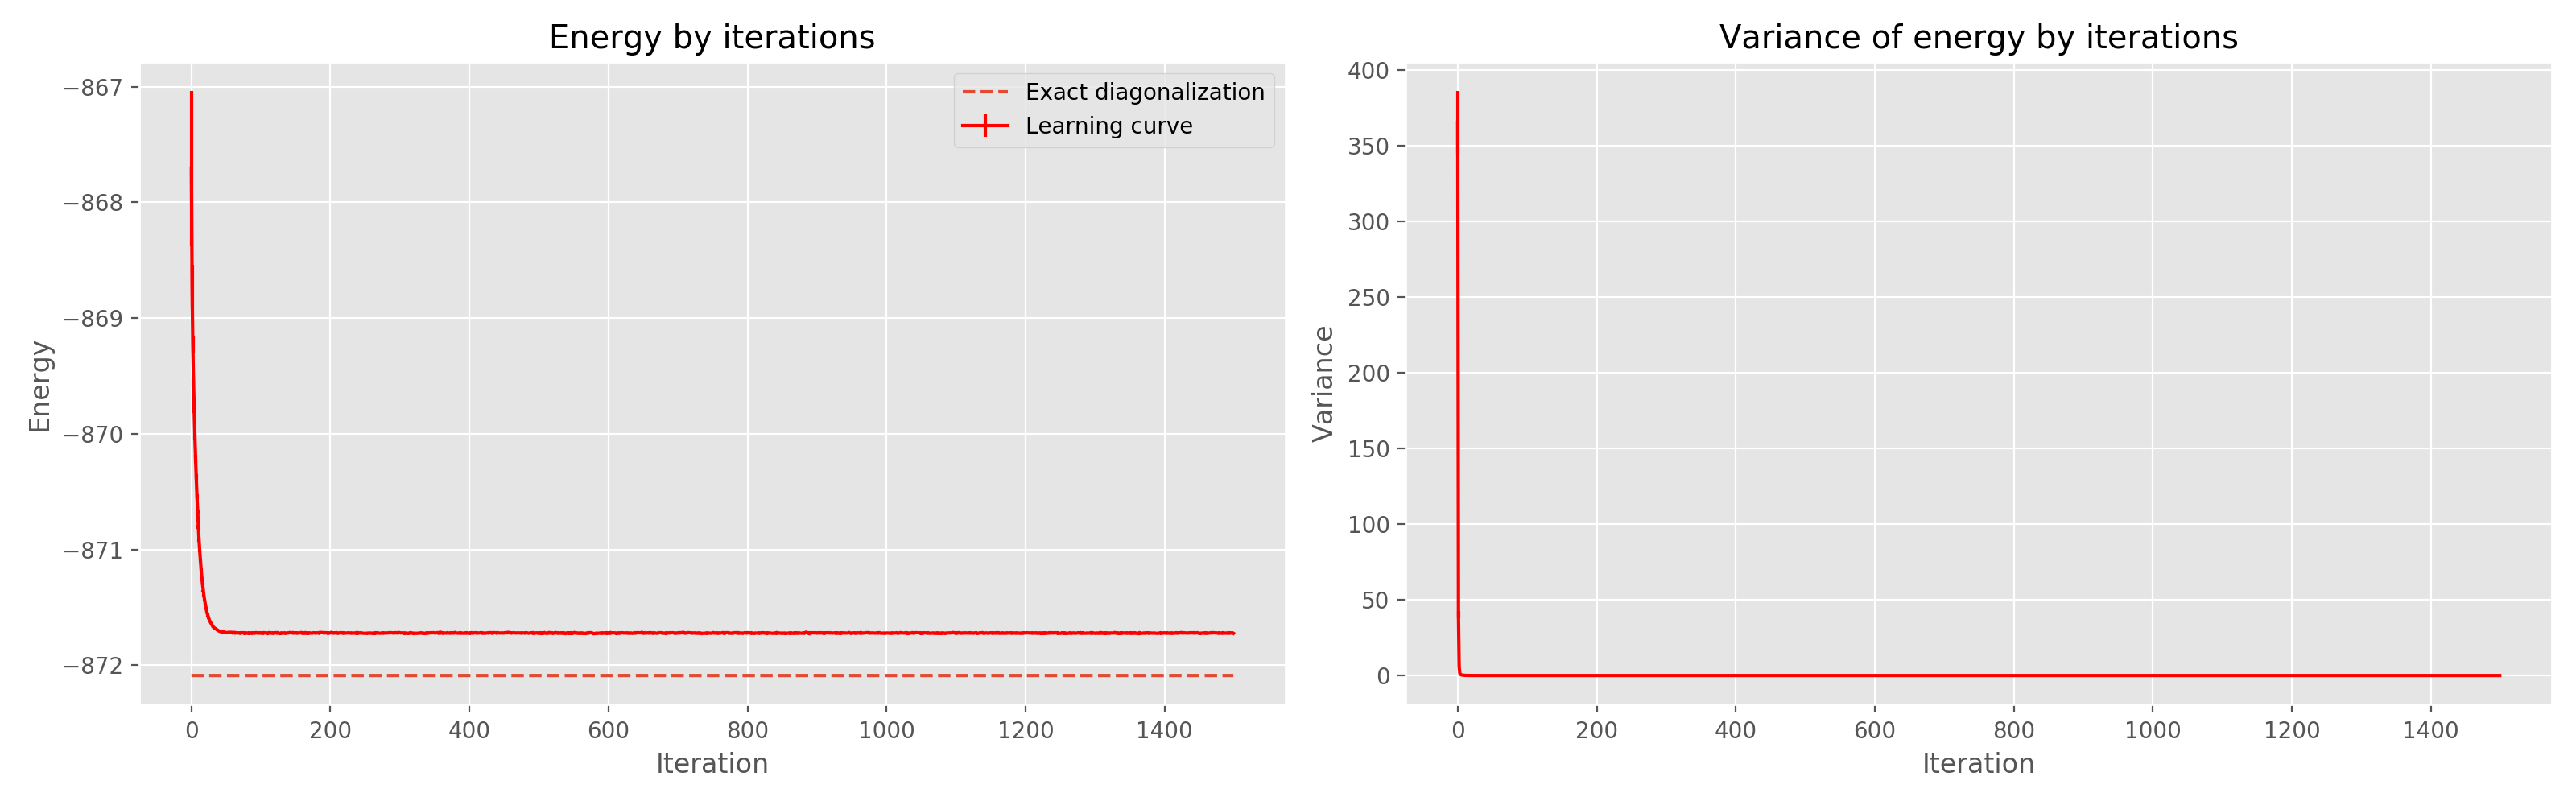 Energy by iterations
−867
−868
−869
−870
−871
−872
Energy
Exact diagonalization
Learning curve
0 200 400 600 800 1000 1200 1400
Iteration
Variance of energy by iterations
400
350
300
250
200
150
100
50
0
Variance
0 200 400 600 800 1000 1200 1400
Iteration